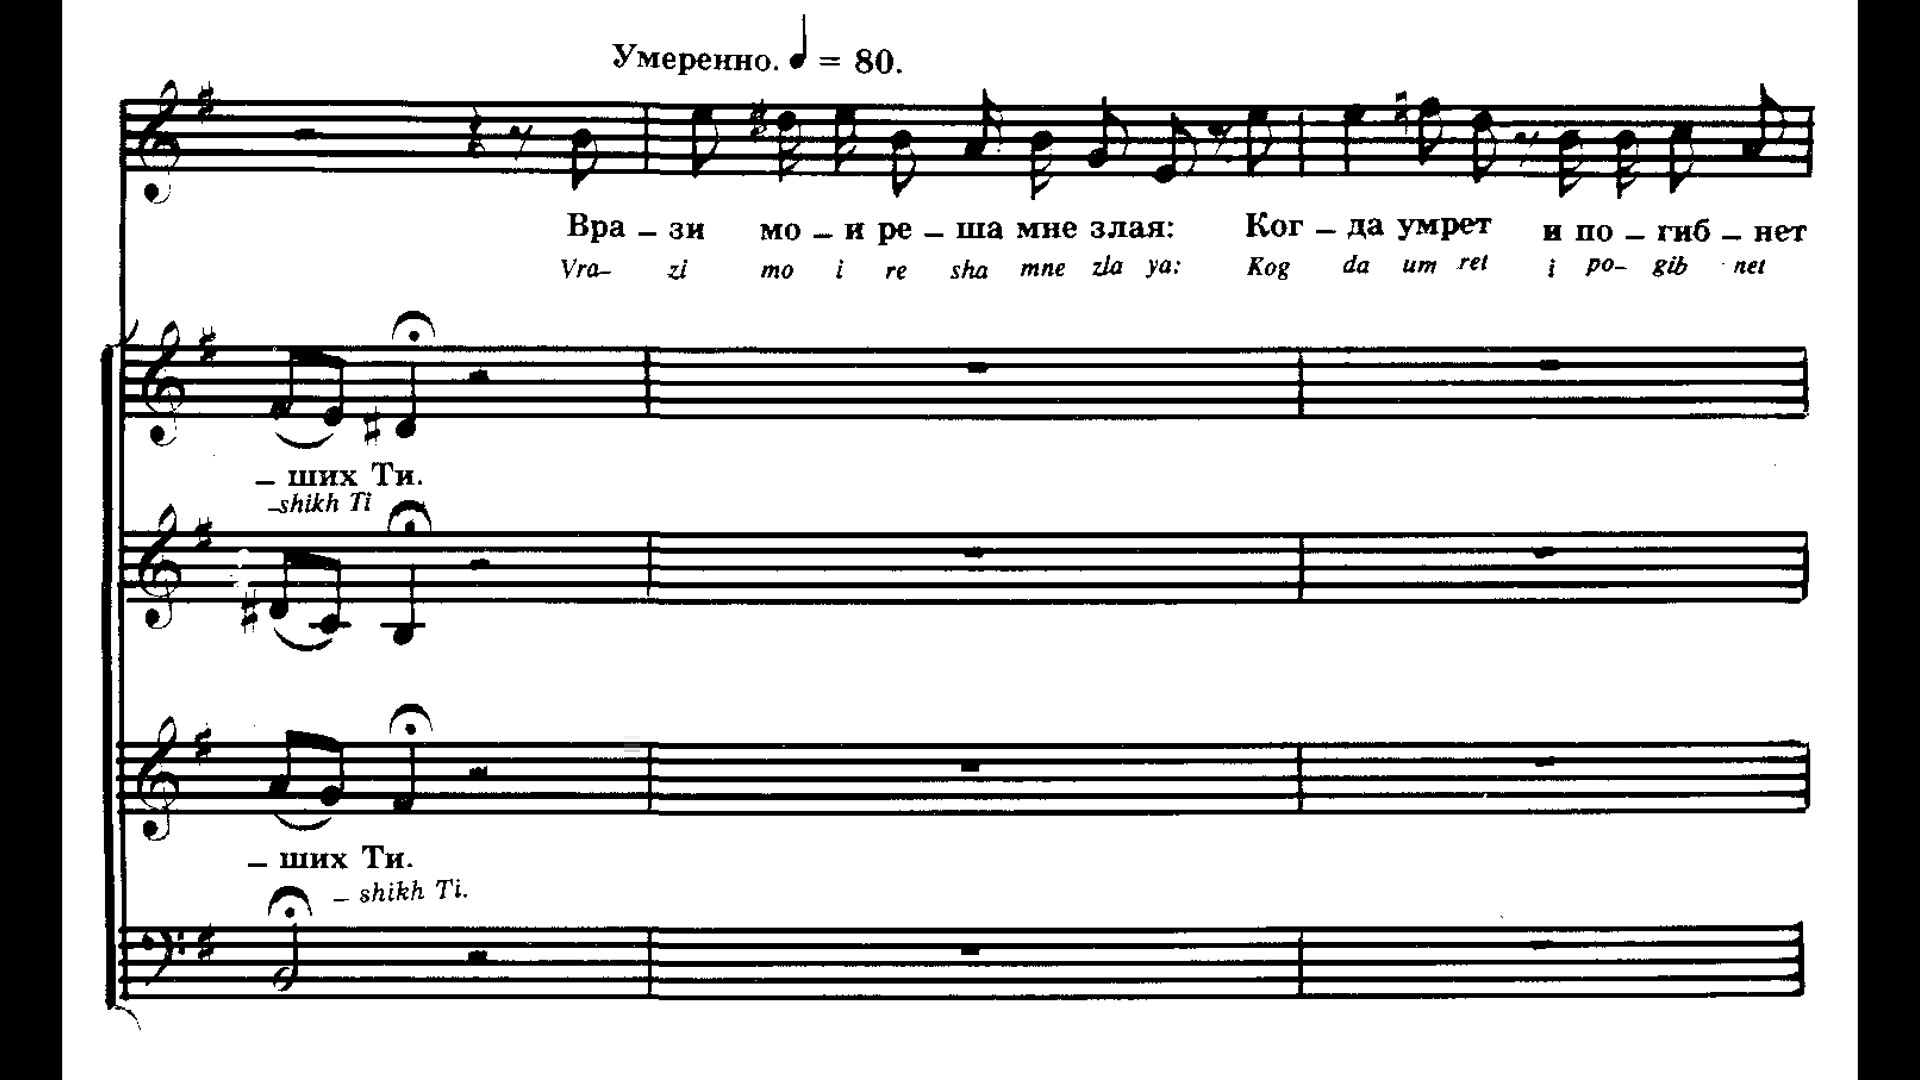 Умеренно. ♩ = 80.
Вра – зи мо – и ре – ша мне злая: Ког – да умрет и по – гиб – нет
Vra– zi mo i re sha mne zla ya: Kog da um ret i po– gib net
– ших Ти.
–shikh Ti
– ших Ти.
– shikh Ti.